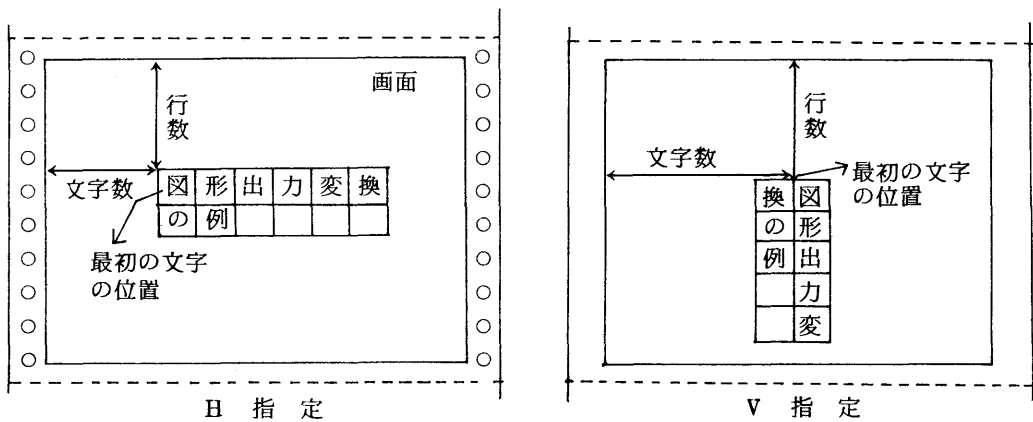 画面
行数
文字数
図形出力変換
の例
最初の文字
の位置
H 指 定
行数
文字数
最初の文字
の位置
図形出力変
換の例
V 指 定